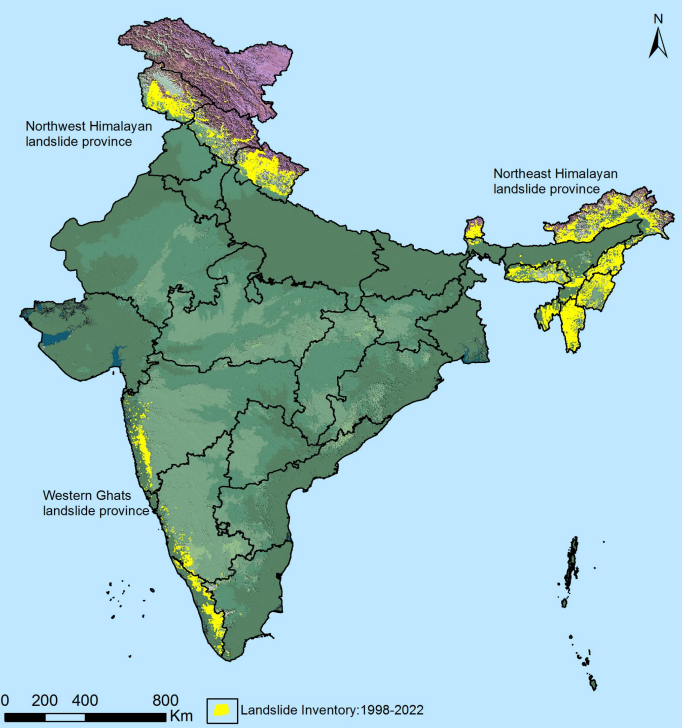 N
Northwest Himalayan
landslide province
Northeast Himalayan
landslide province
Western Ghats
landslide province
0 200 400 800
Km
Landslide Inventory:1998-2022